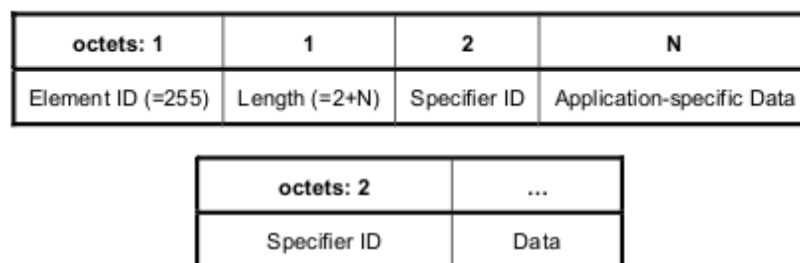 octets: 1 1 2 N
Element ID (=255) Length (=2+N) Specifier ID Application-specific Data
octets: 2 ...
Specifier ID Data